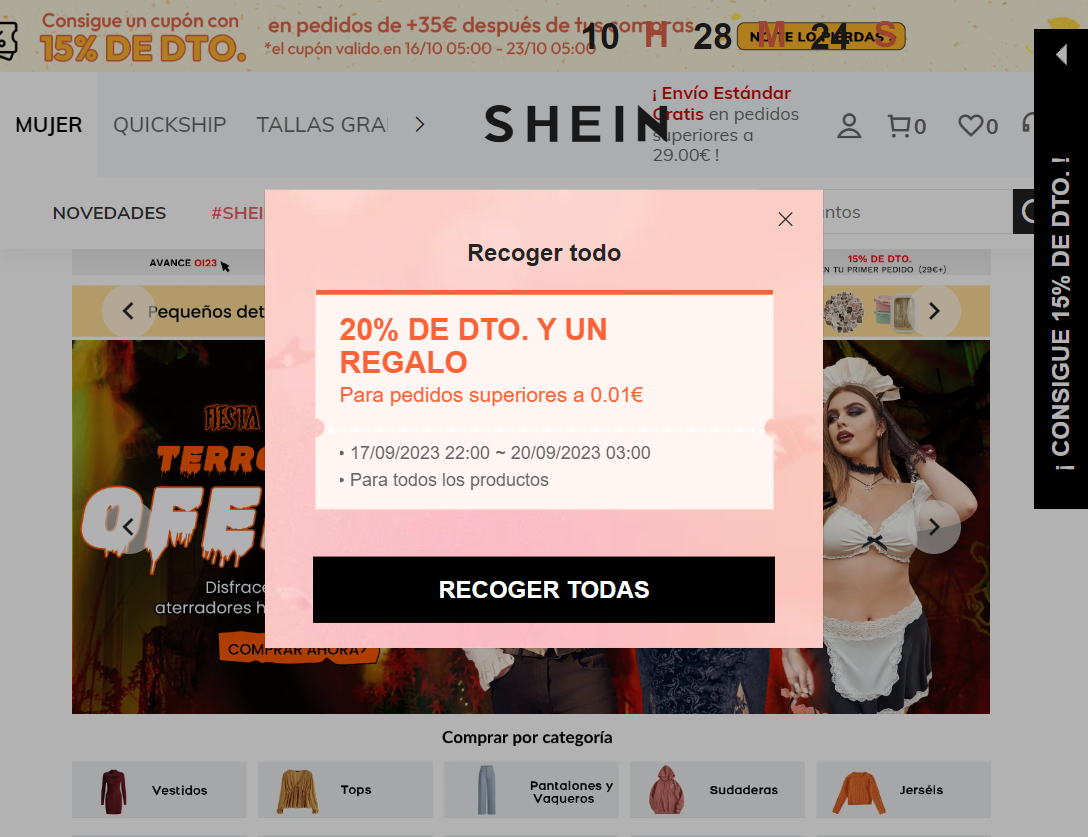 Consigue un cupón con
15% DE DTO.
en pedidos de +35€ después de tus compras
*el cupón valido en 16/10 05:00 - 23/10 05:00
10 H 28 M 24 S
¡ Envío Estándar
Gratis en pedidos
superiores a
29.00€ !
MUJER
QUICKSHIP
TALLAS GRA
SHEIN
0
0
NOVEDADES
#SHEI
ntos
¡ CONSIGUE 15% DE DTO. !
AVANCE OI23
15% DE DTO.
N TU PRIMER PEDIDO (29€+)
Pequeños det
Recoger todo
20% DE DTO. Y UN
REGALO
Para pedidos superiores a 0.01€
• 17/09/2023 22:00 ~ 20/09/2023 03:00
• Para todos los productos
RECOGER TODAS
FIESTA
TERRO
OFE
Disfrace
aterradores h
COMPRAR AHORA>
Comprar por categoría
Vestidos
Tops
Pantalones y
Vaqueros
Sudaderas
Jerséis